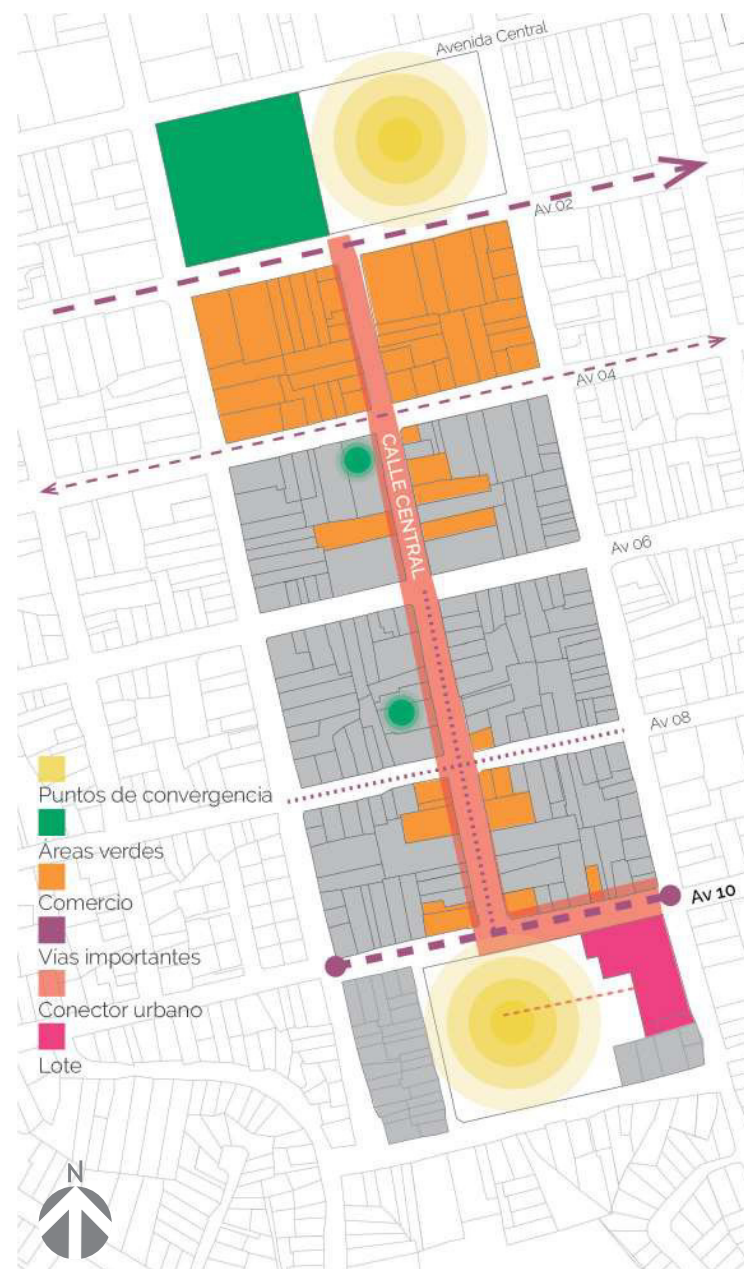 Avenida Central
Av 02
Av 04
CALLE CENTRAL
Av 06
Av 08
Puntos de convergencia
Áreas verdes
Comercio
Av 10
Vías importantes
Conector urbano
Lote
N